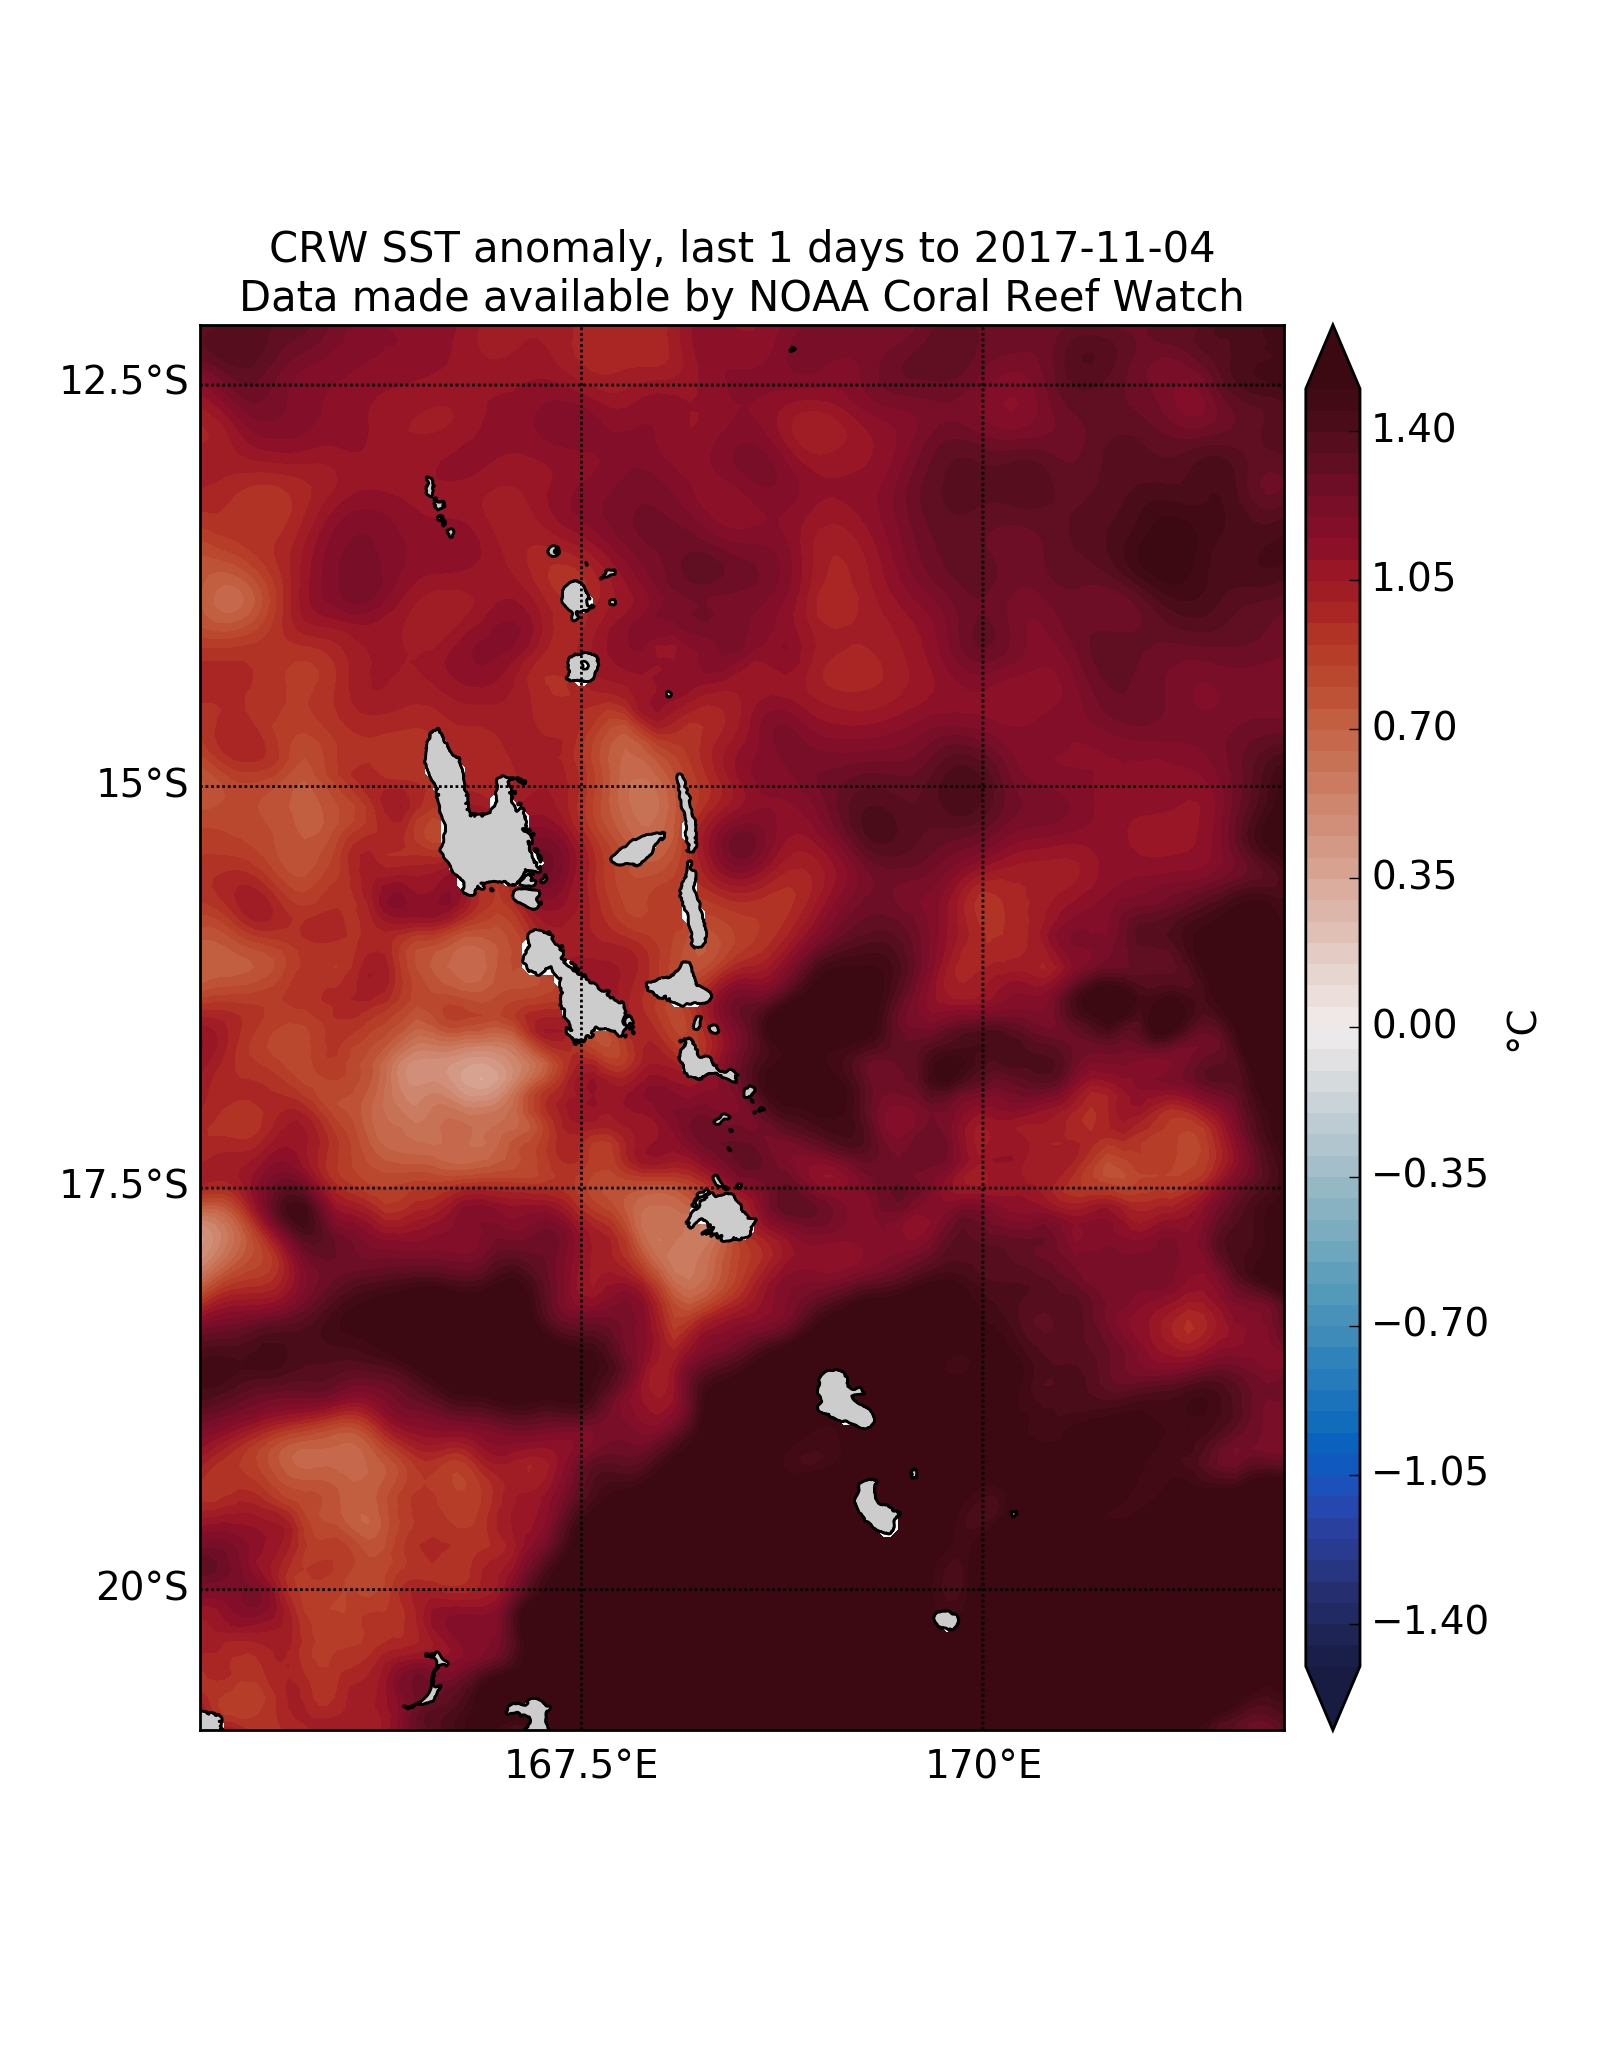 CRW SST anomaly, last 1 days to 2017-11-04
Data made available by NOAA Coral Reef Watch
12.5°S
15°S
17.5°S
20°S
167.5°E
170°E
1.40
1.05
0.70
0.35
0.00
−0.35
−0.70
−1.05
−1.40
°C